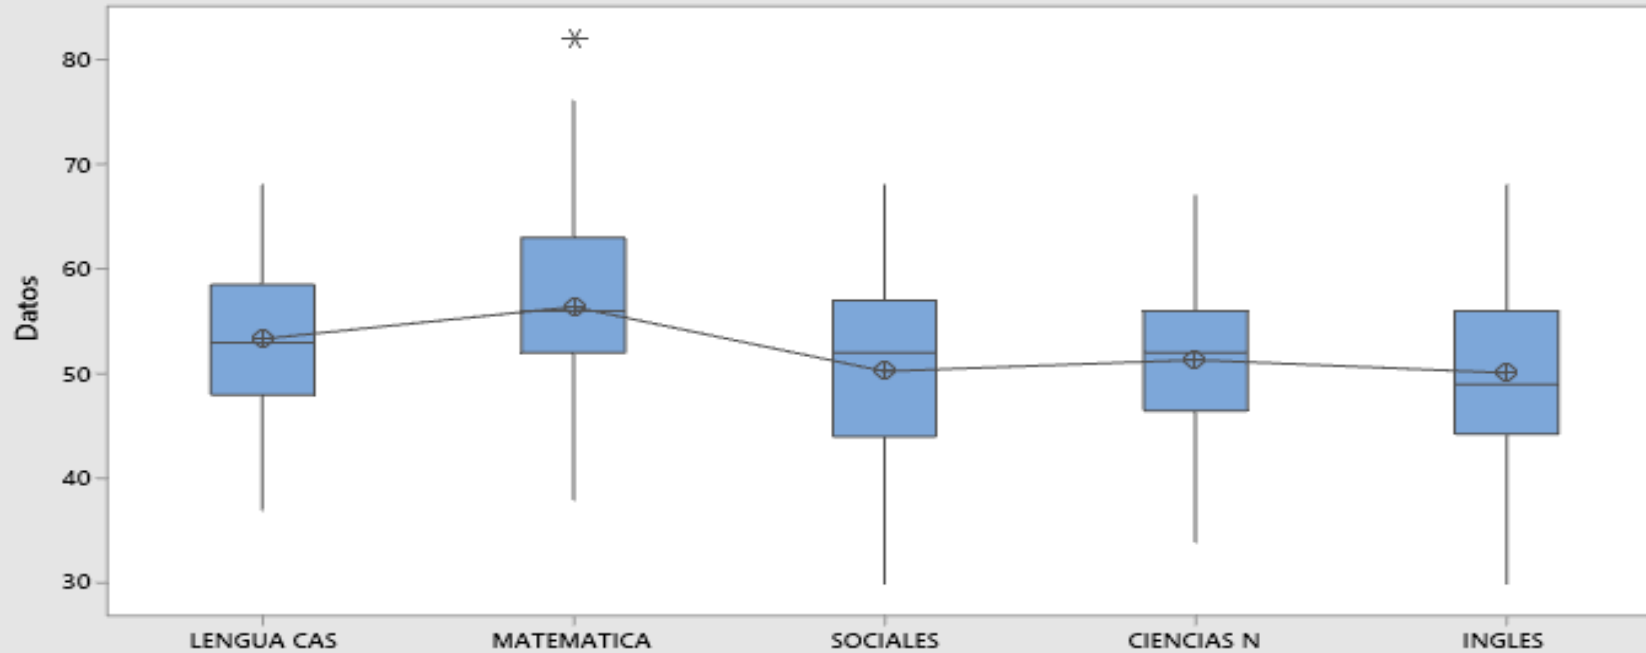 Datos
80
70
60
50
40
30
LENGUA CAS
MATEMATICA
SOCIALES
CIENCIAS N
INGLES